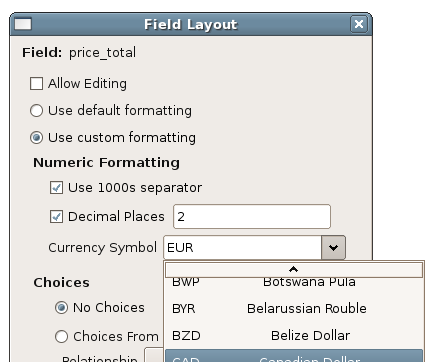 Field Layout
Field: price_total
Allow Editing
Use default formatting
Use custom formatting
Numeric Formatting
Use 1000s separator
Decimal Places 2
Currency Symbol EUR
BWP Botswana Pula
Choices
BYR Belarussian Rouble
No Choices
BZD Belize Dollar
Choices From
CAD Canadian Dollar
Relationship